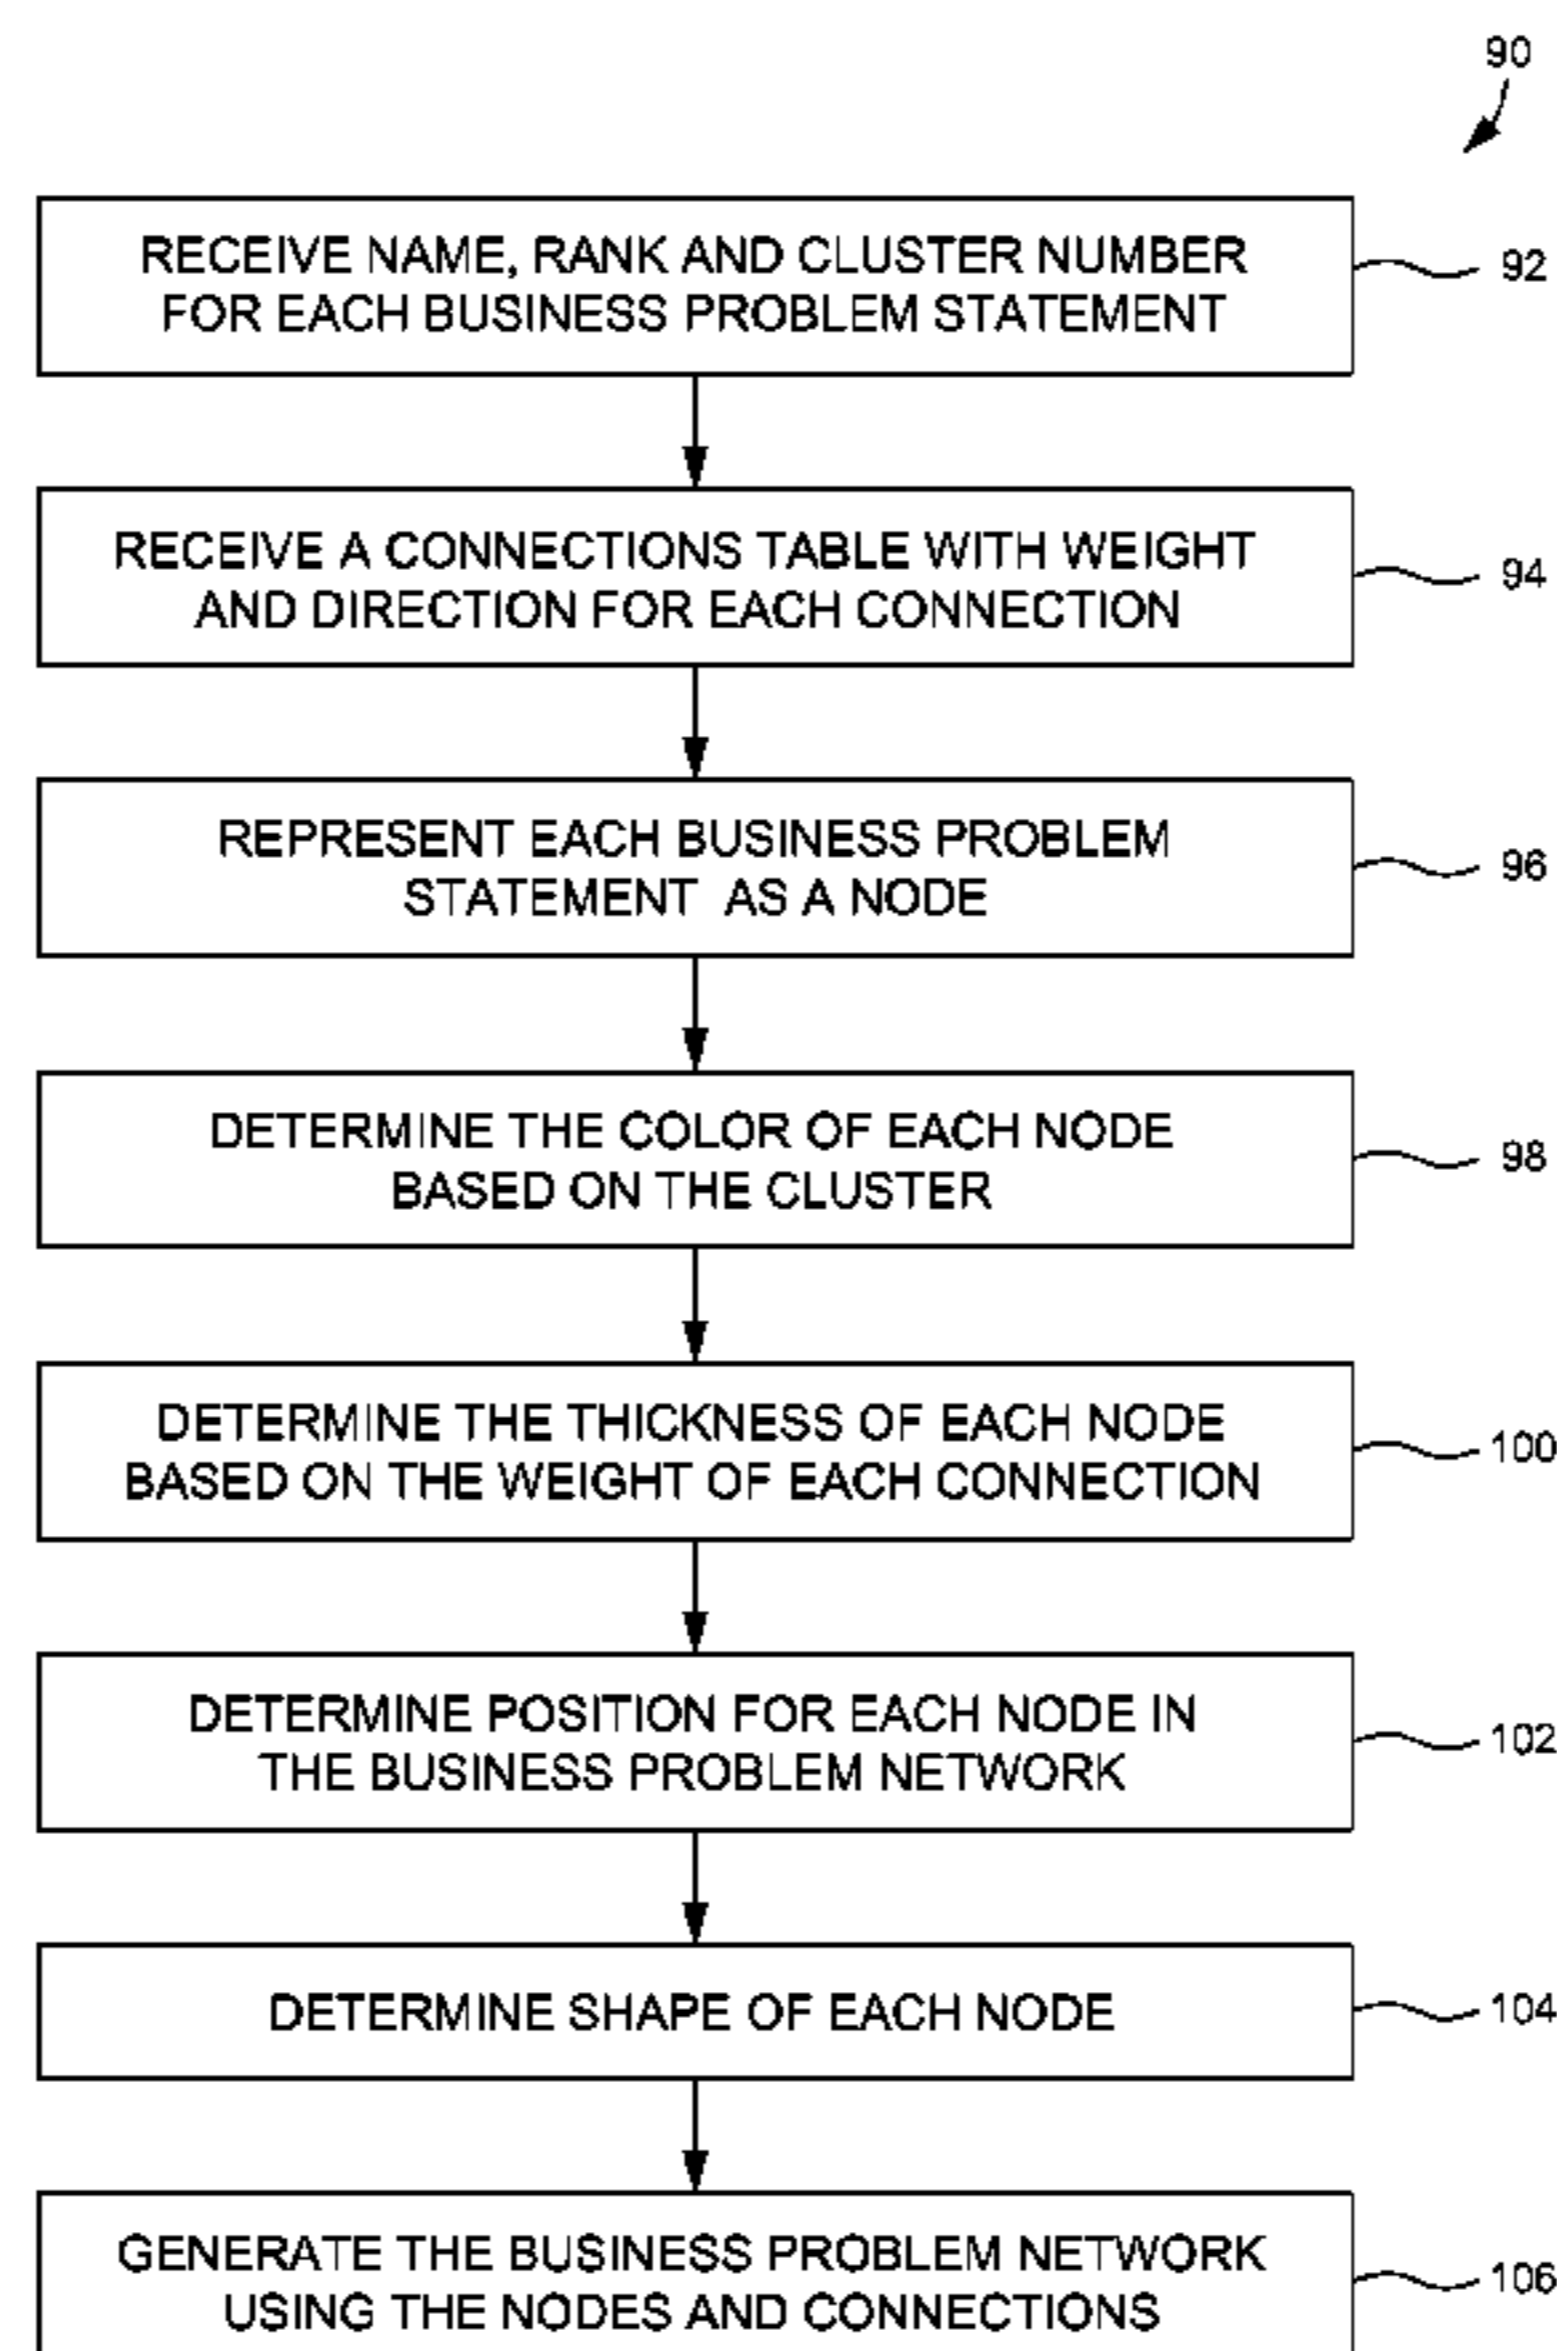 90
RECEIVE NAME, RANK AND CLUSTER NUMBER
FOR EACH BUSINESS PROBLEM STATEMENT
92
RECEIVE A CONNECTIONS TABLE WITH WEIGHT
AND DIRECTION FOR EACH CONNECTION
94
REPRESENT EACH BUSINESS PROBLEM
STATEMENT AS A NODE
96
DETERMINE THE COLOR OF EACH NODE
BASED ON THE CLUSTER
98
DETERMINE THE THICKNESS OF EACH NODE
BASED ON THE WEIGHT OF EACH CONNECTION
100
DETERMINE POSITION FOR EACH NODE IN
THE BUSINESS PROBLEM NETWORK
102
DETERMINE SHAPE OF EACH NODE
104
GENERATE THE BUSINESS PROBLEM NETWORK
USING THE NODES AND CONNECTIONS
106